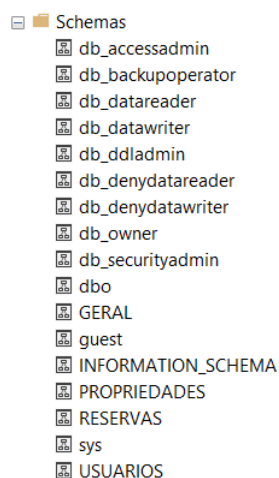 Schemas
db_accessadmin
db_backupoperator
db_datareader
db_datawriter
db_ddladmin
db_denydatareader
db_denydatawriter
db_owner
db_securityadmin
dbo
GERAL
guest
INFORMATION_SCHEMA
PROPRIEDADES
RESERVAS
sys
USUARIOS